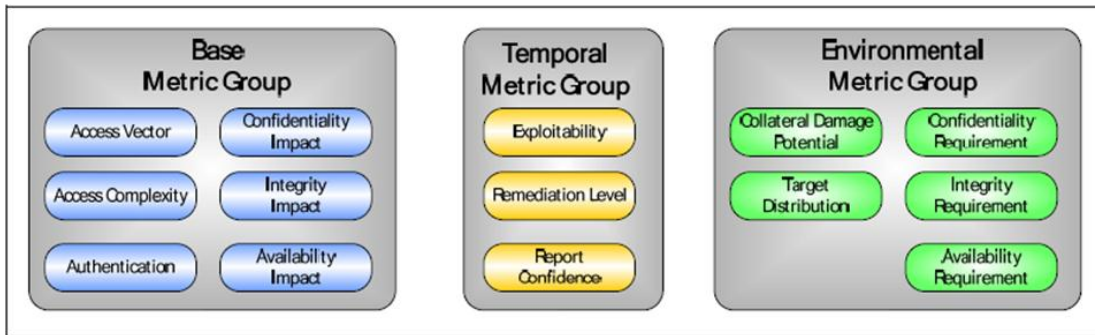 Base
Metric Group
Access Vector
Access Complexity
Authentication
Confidentiality
Impact
Integrity
Impact
Availability
Impact
Temporal
Metric Group
Exploitability
Remediation Level
Report
Confidence
Environmental
Metric Group
Collateral Damage
Potential
Target
Distribution
Confidentiality
Requirement
Integrity
Requirement
Availability
Requirement